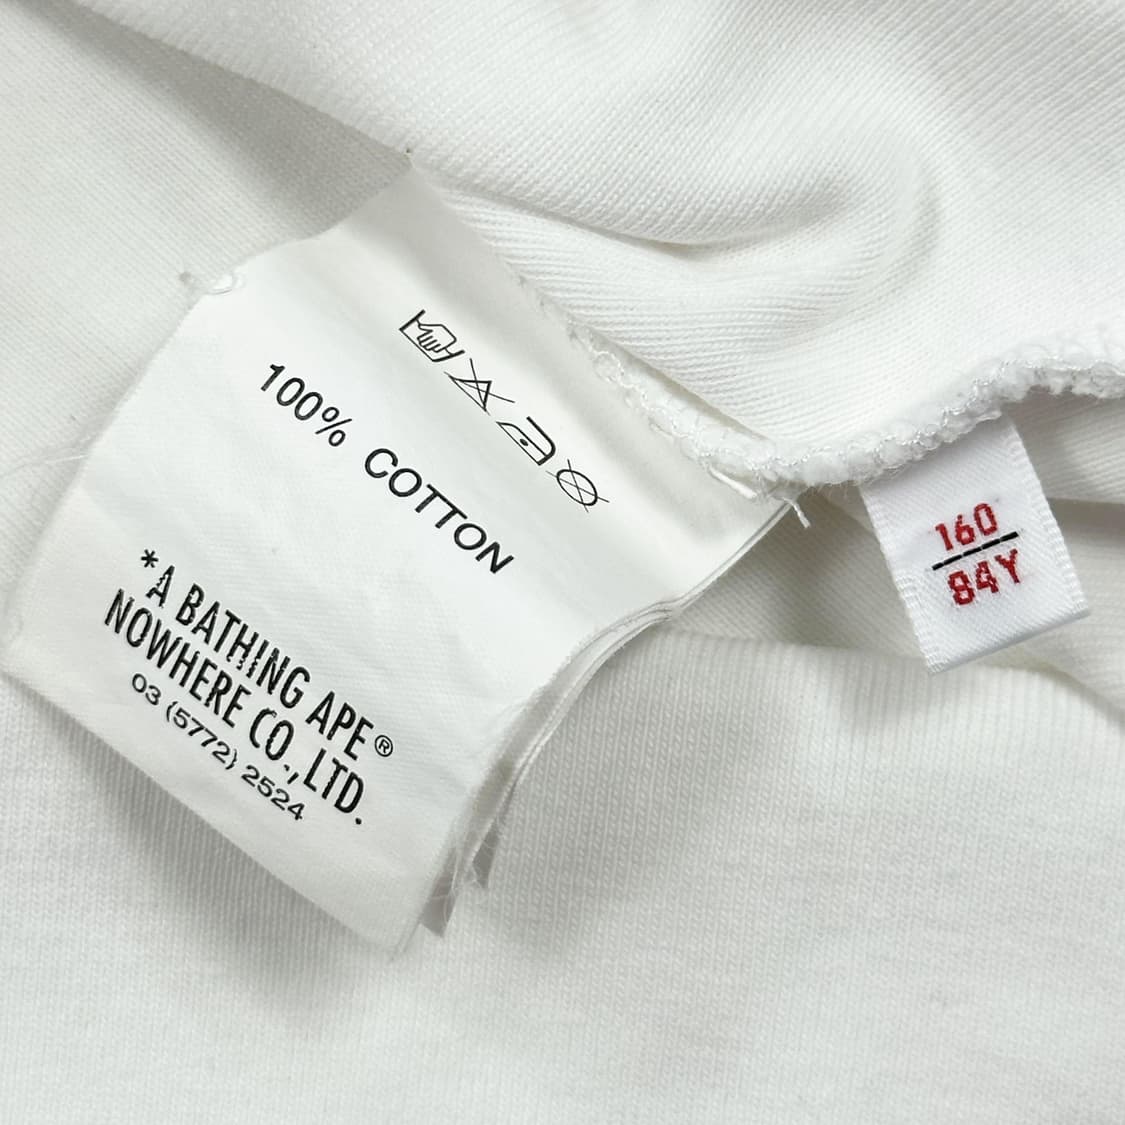 100% COTTON
*A BATHING APE®
NOWHERE CO.,LTD.
03 (5772) 2524
160
84Y